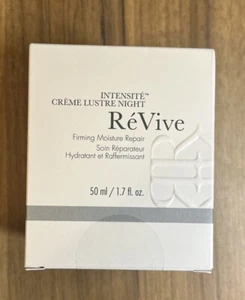 INTENSITÉ™
CRÈME LUSTRE NIGHT
RéVive
Firming Moisture Repair
Soin Réparateur
Hydratant et Raffermissant
50 ml / 1.7 fl. oz.